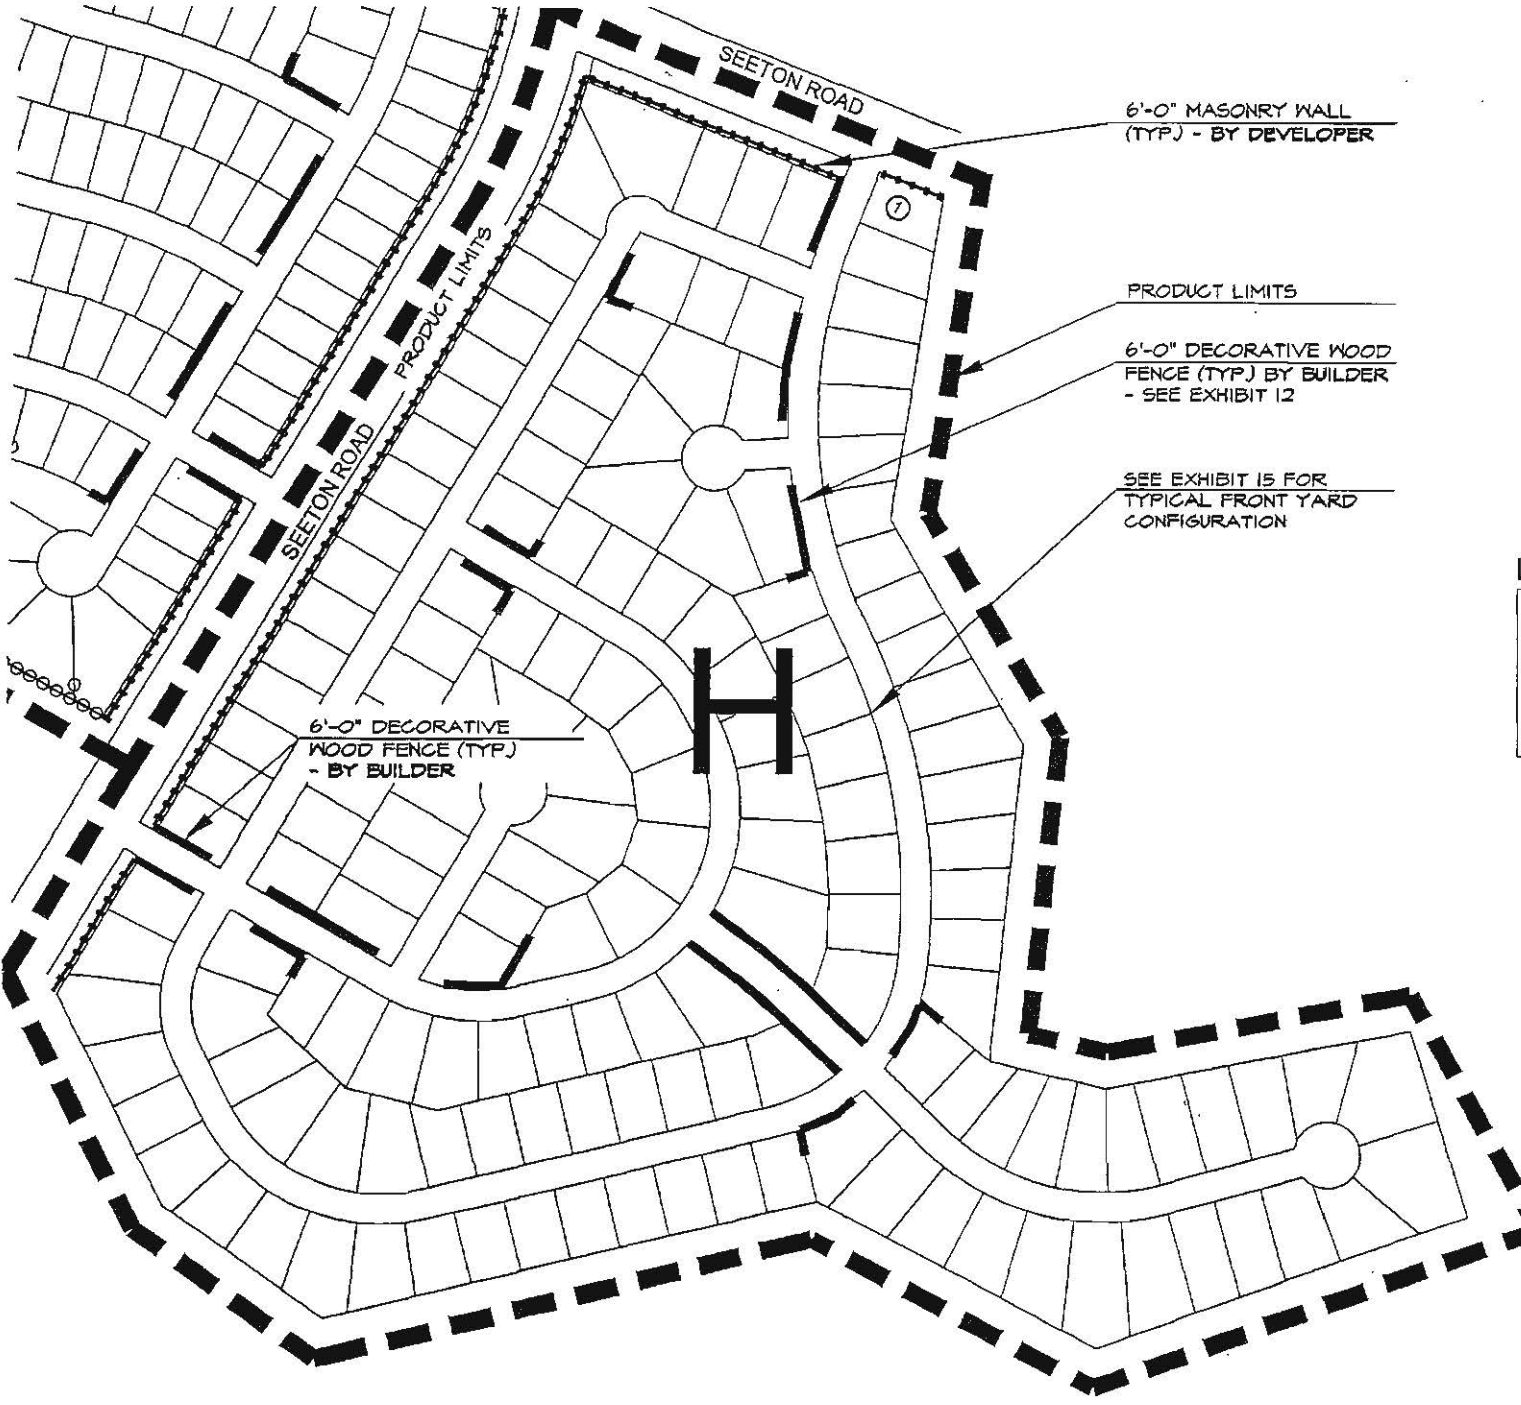 SEETON ROAD
6'-0" MASONRY WALL
(TYP.) - BY DEVELOPER
1
PRODUCT LIMITS
PRODUCT LIMITS
6'-0" DECORATIVE WOOD
FENCE (TYP.) BY BUILDER
- SEE EXHIBIT 12
SEETON ROAD
SEE EXHIBIT 15 FOR
TYPICAL FRONT YARD
CONFIGURATION
H
6'-0" DECORATIVE
WOOD FENCE (TYP.)
- BY BUILDER